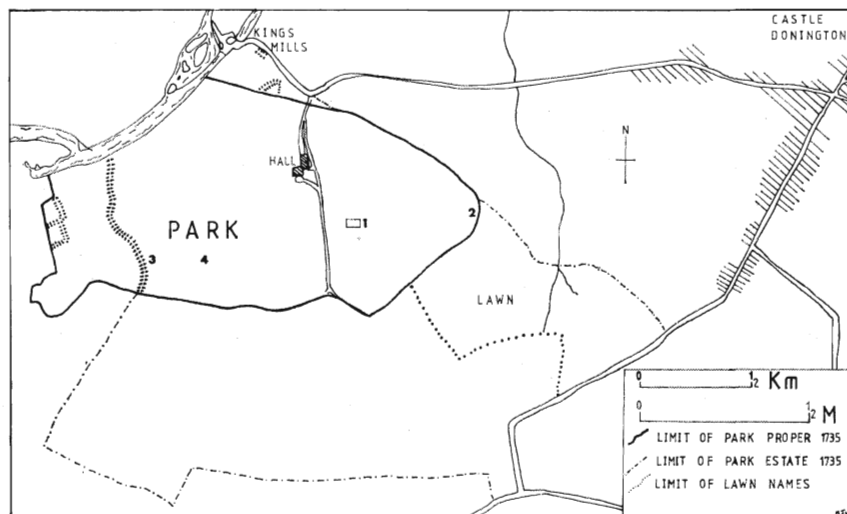 CASTLE
DONINGTON
KINGS
MILLS
N
HALL
PARK
1
2
3
4
LAWN
0 1/2 Km
0 1/2 M
LIMIT OF PARK PROPER 1735
LIMIT OF PARK ESTATE 1735
LIMIT OF LAWN NAMES